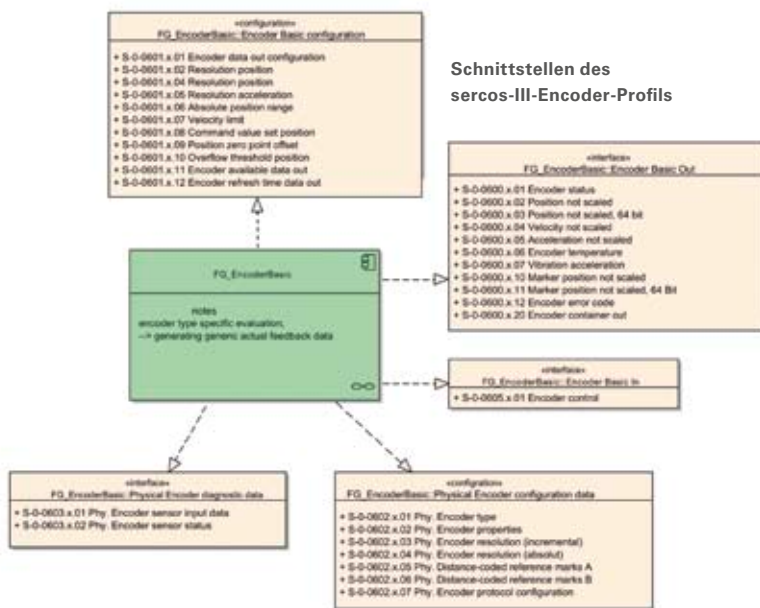 «configuration»
FG_EncoderBasic::Encoder Basic configuration
+ S-0-0601.x.01 Encoder data out configuration
+ S-0-0601.x.02 Resolution position
+ S-0-0601.x.04 Resolution position
+ S-0-0601.x.05 Resolution acceleration
+ S-0-0601.x.06 Absolute position range
+ S-0-0601.x.07 Velocity limit
+ S-0-0601.x.08 Command value set position
+ S-0-0601.x.09 Position zero point offset
+ S-0-0601.x.10 Overflow threshold position
+ S-0-0601.x.11 Encoder available data out
+ S-0-0601.x.12 Encoder refresh time data out
Schnittstellen des
sercos-III-Encoder-Profils
«interface»
FG_EncoderBasic::Encoder Basic Out
+ S-0-0600.x.01 Encoder status
+ S-0-0600.x.02 Position not scaled
+ S-0-0600.x.03 Position not scaled, 64 bit
+ S-0-0600.x.04 Velocity not scaled
+ S-0-0600.x.05 Acceleration not scaled
+ S-0-0600.x.06 Encoder temperature
+ S-0-0600.x.07 Vibration acceleration
+ S-0-0600.x.10 Marker position not scaled
+ S-0-0600.x.11 Marker position not scaled, 64 Bit
+ S-0-0600.x.12 Encoder error code
+ S-0-0600.x.20 Encoder container out
FG_EncoderBasic
notes
encoder type specific evaluation,
--> generating generic actual feedback data
«interface»
FG_EncoderBasic::Encoder Basic In
+ S-0-0605.x.01 Encoder control
«interface»
FG_EncoderBasic::Physical Encoder diagnostic data
+ S-0-0603.x.01 Phy. Encoder sensor input data
+ S-0-0603.x.02 Phy. Encoder sensor status
«configration»
FG_EncoderBasic::Physical Encoder configuration data
+ S-0-0602.x.01 Phy. Encoder type
+ S-0-0602.x.02 Phy. Encoder properties
+ S-0-0602.x.03 Phy. Encoder resolution (incremental)
+ S-0-0602.x.04 Phy. Encoder resolution (absolut)
+ S-0-0602.x.05 Phy. Distance-coded reference marks A
+ S-0-0602.x.06 Phy. Distance-coded reference marks B
+ S-0-0602.x.07 Phy. Encoder protocol configuration